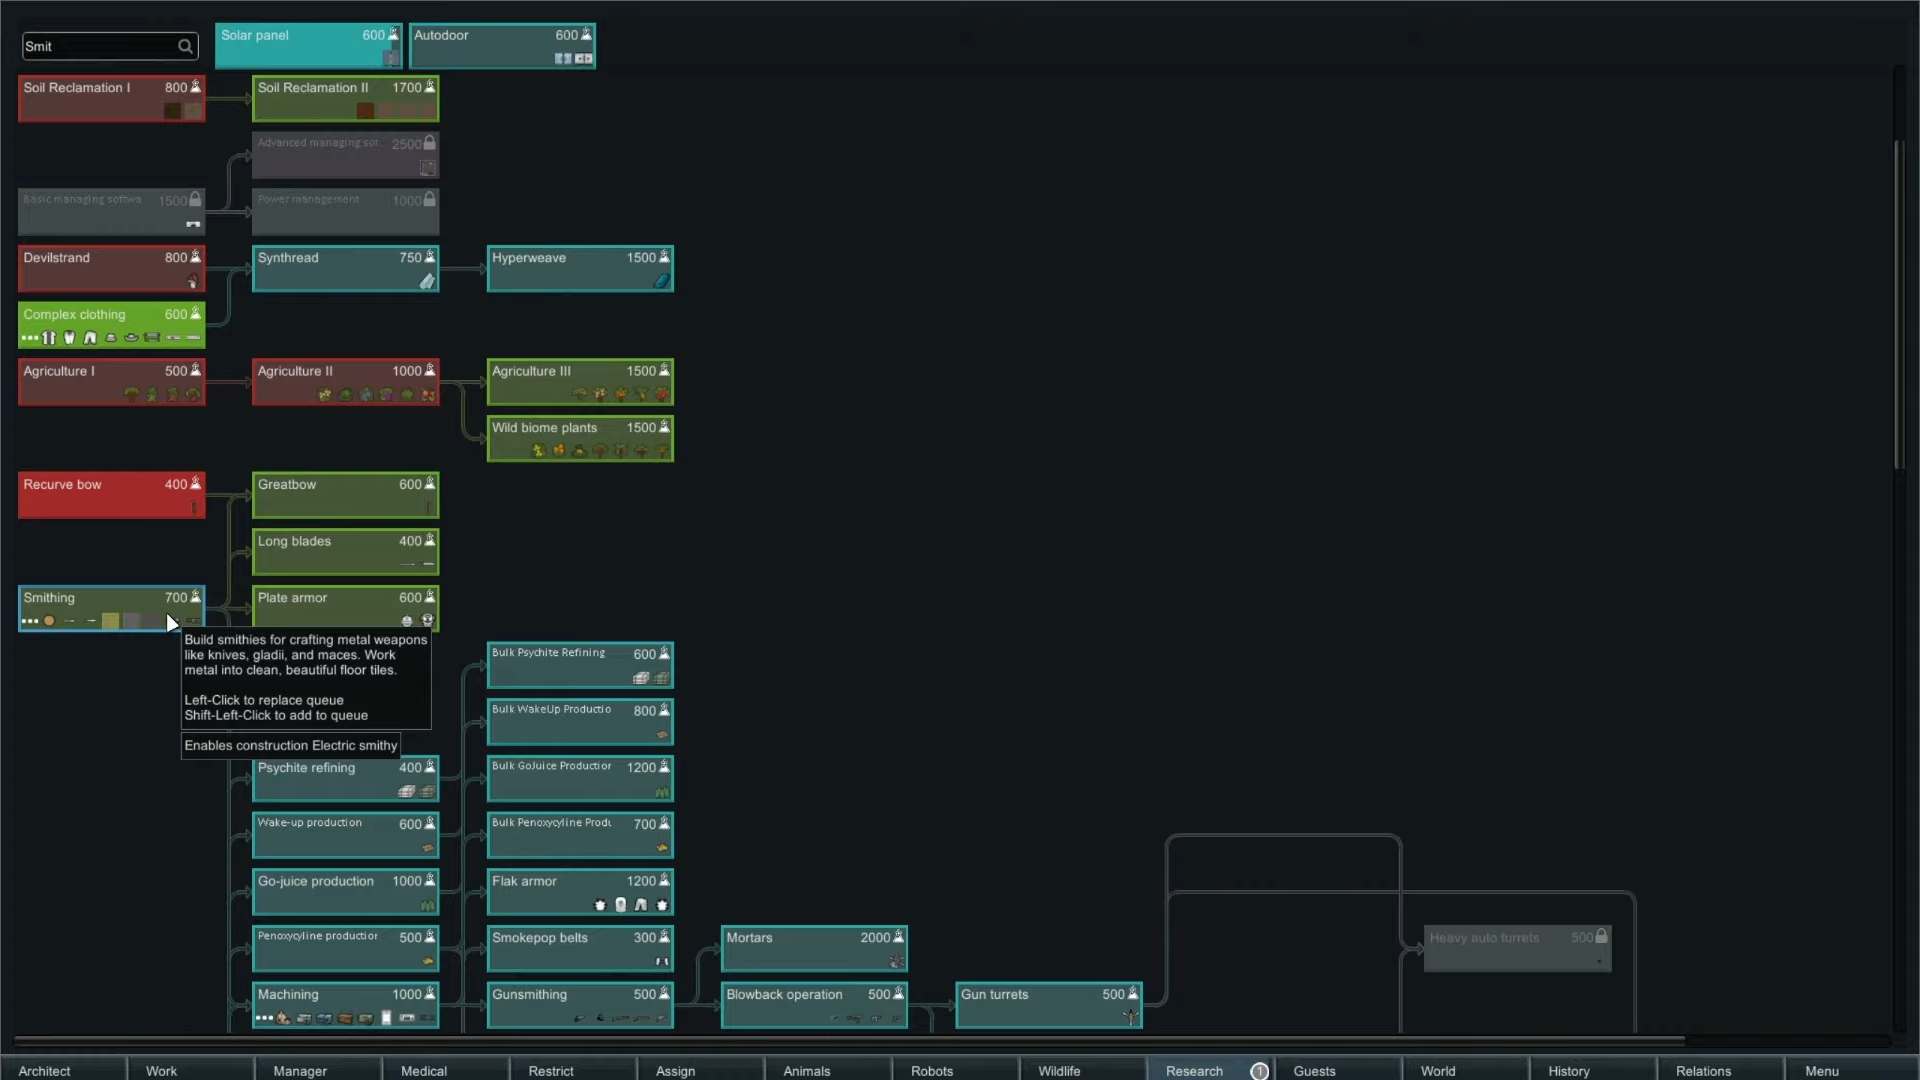 Smit
Solar panel 600
Autodoor 600
Soil Reclamation I 800
Soil Reclamation II 1700
Advanced managing sof 2500
Basic managing softwa 1500
Power management 1000
Devilstrand 800
Synthread 750
Hyperweave 1500
Complex clothing 600
Agriculture I 500
Agriculture II 1000
Agriculture III 1500
Wild biome plants 1500
Recurve bow 400
Greatbow 600
Long blades 400
Smithing 700
Plate armor 600
Build smithies for crafting metal weapons
like knives, gladii, and maces. Work
metal into clean, beautiful floor tiles.
Left-Click to replace queue
Shift-Left-Click to add to queue
Enables construction Electric smithy
Bulk Psychite Refining 600
Bulk WakeUp Productio 800
Psychite refining 400
Bulk GoJuice Production 1200
Wake-up production 600
Bulk Penoxycyline Produ 700
Go-juice production 1000
Flak armor 1200
Penoxycyline production 500
Smokepop belts 300
Mortars 2000
Heavy auto turrets 500
Machining 1000
Gunsmithing 500
Blowback operation 500
Gun turrets 500
Architect
Work
Manager
Medical
Restrict
Assign
Animals
Robots
Wildlife
Research 1
Guests
World
History
Relations
Menu